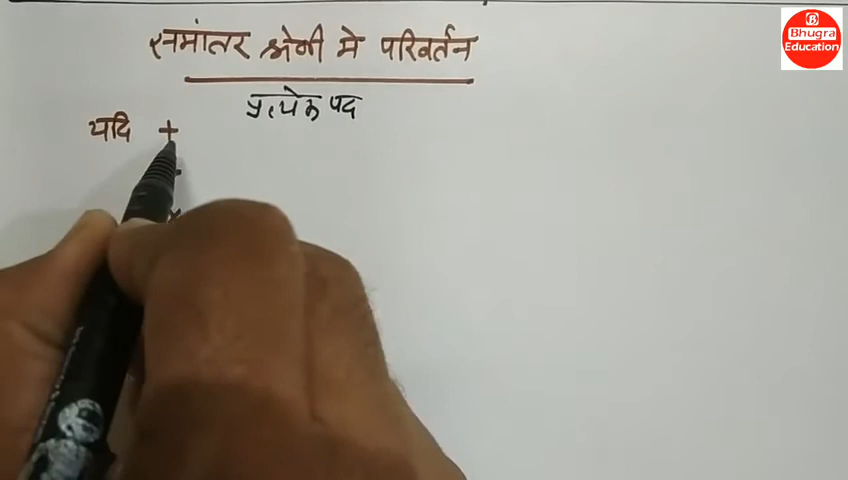 समांतर श्रेणी मे परिवर्तन
प्रत्येक पद
यदि +
-
×
B
Bhugra
Education